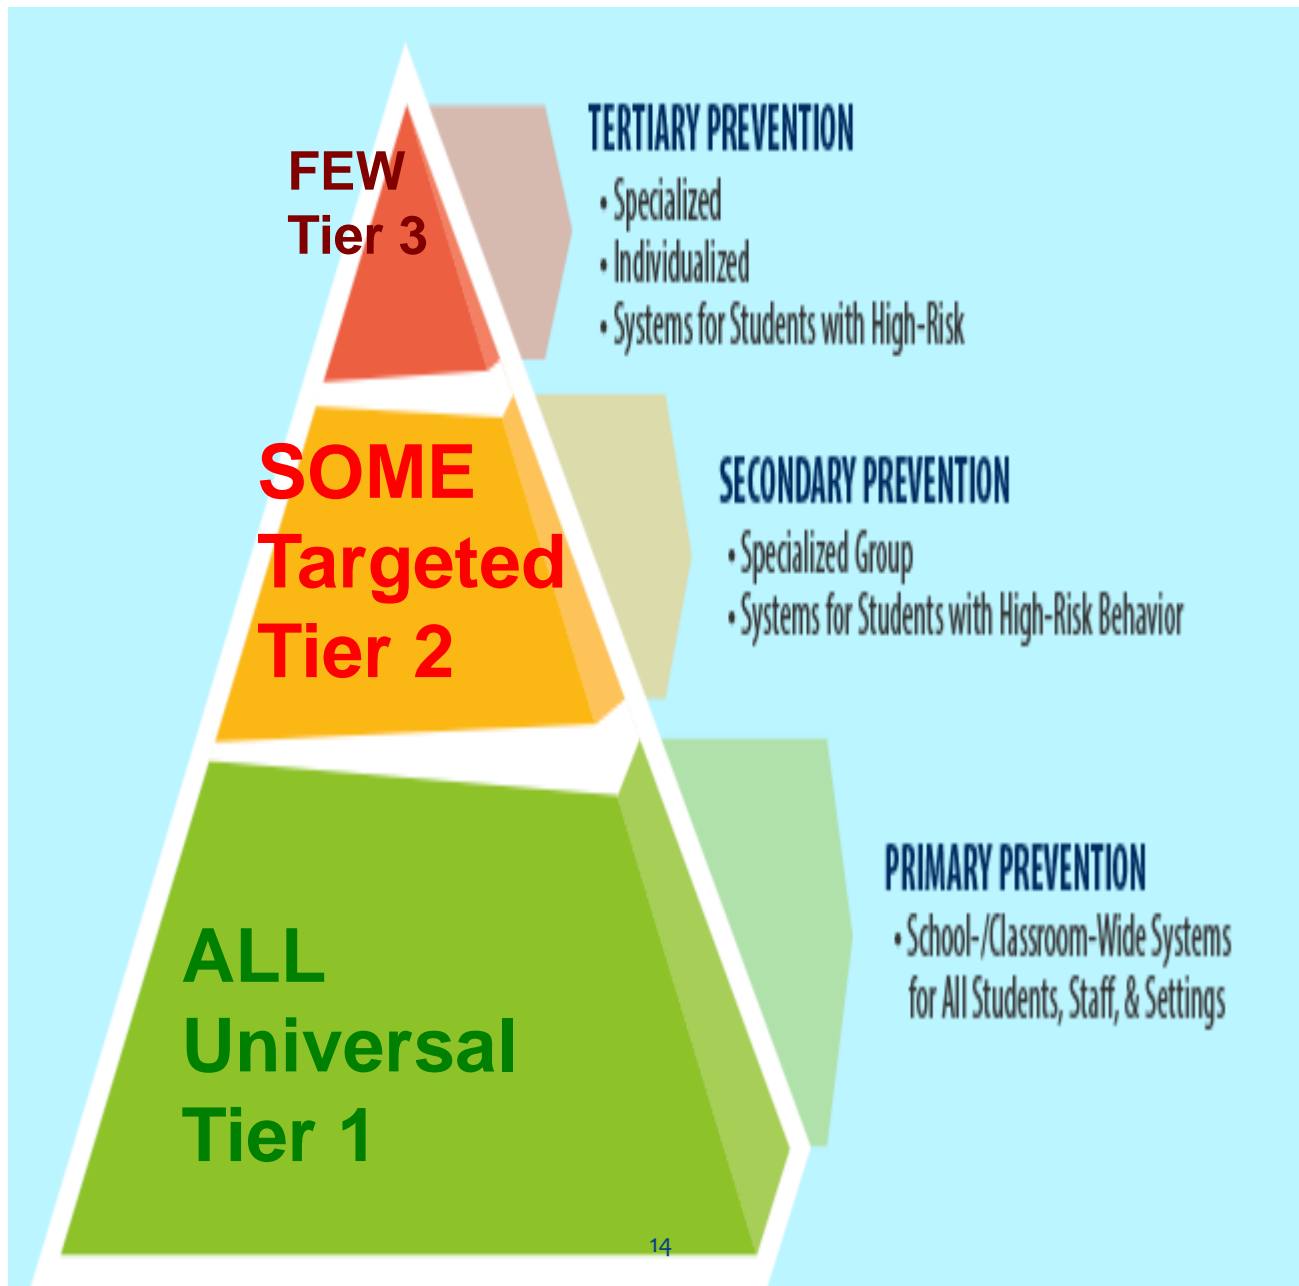 FEW
Tier 3
TERTIARY PREVENTION
• Specialized
• Individualized
• Systems for Students with High-Risk
SOME
Targeted
Tier 2
SECONDARY PREVENTION
• Specialized Group
• Systems for Students with High-Risk Behavior
ALL
Universal
Tier 1
PRIMARY PREVENTION
• School-/Classroom-Wide Systems
for All Students, Staff, & Settings
14